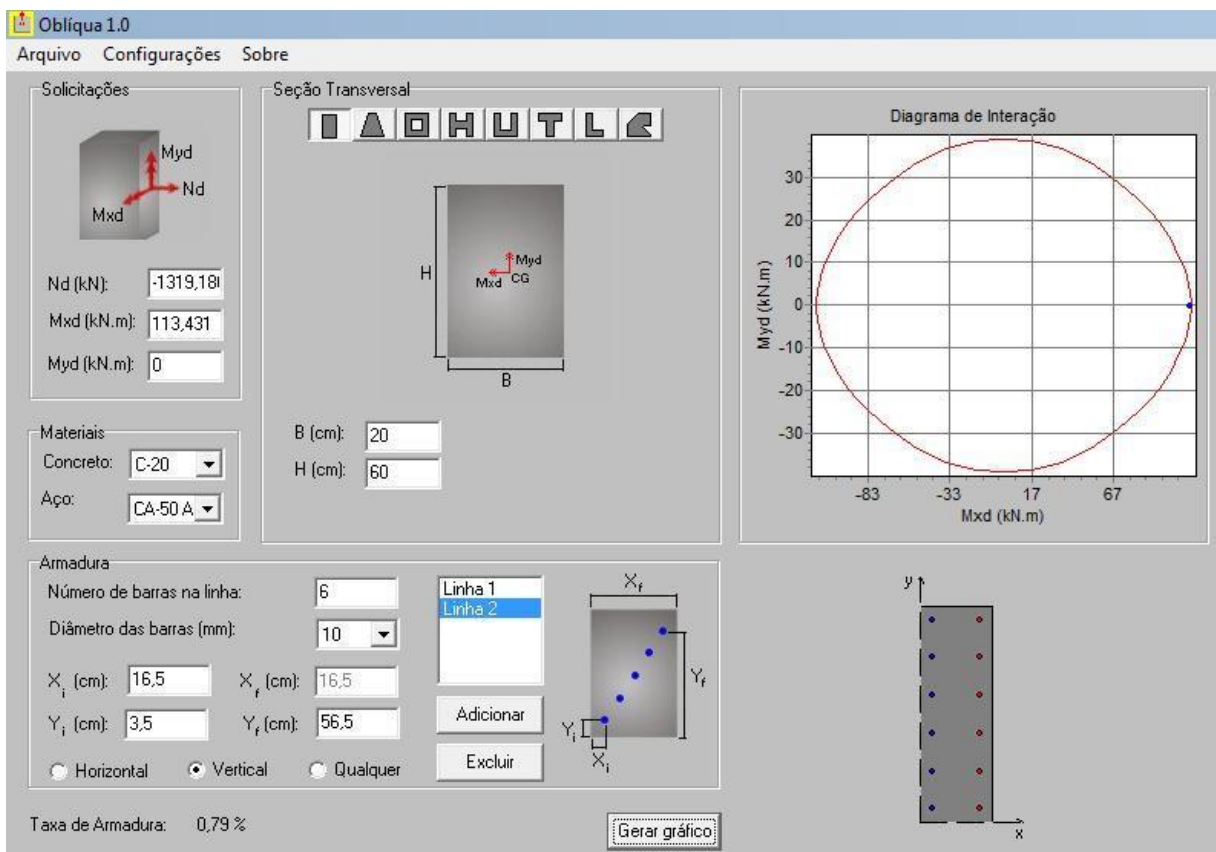 Oblíqua 1.0
Arquivo Configurações Sobre
Solicitações
Myd
Nd
Mxd
Nd (kN): -1319,18
Mxd (kN.m): 113,431
Myd (kN.m): 0
Materiais
Concreto: C-20
Aço: CA-50 A
Seção Transversal
H
Myd
Mxd CG
B
B (cm): 20
H (cm): 60
Diagrama de Interação
Myd (kN.m)
30
20
10
0
-10
-20
-30
-83 -33 17 67
Mxd (kN.m)
Armadura
Número de barras na linha: 6
Diâmetro das barras (mm): 10
Xi (cm): 16,5 Xf (cm): 16,5
Yi (cm): 3,5 Yf (cm): 56,5
Horizontal Vertical Qualquer
Linha 1
Linha 2
Adicionar
Excluir
Xf
Yf
Yi
Xi
y
x
Taxa de Armadura: 0,79 %
Gerar gráfico